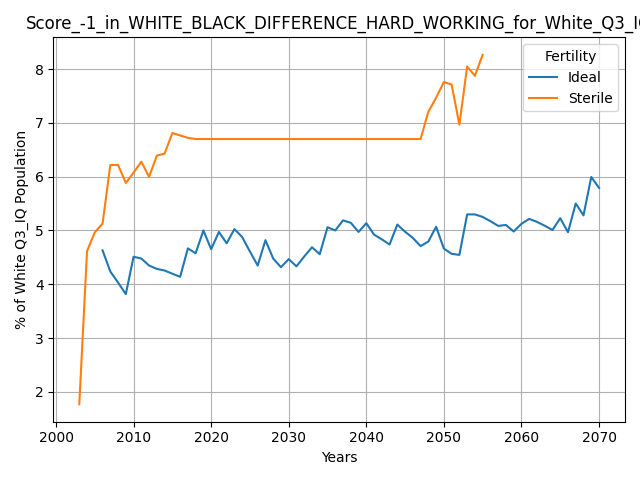 Score_-1_in_WHITE_BLACK_DIFFERENCE_HARD_WORKING_for_White_Q3_IQ
Fertility
Ideal
Sterile
% of White Q3_IQ Population
8
7
6
5
4
3
2
2000 2010 2020 2030 2040 2050 2060 2070
Years